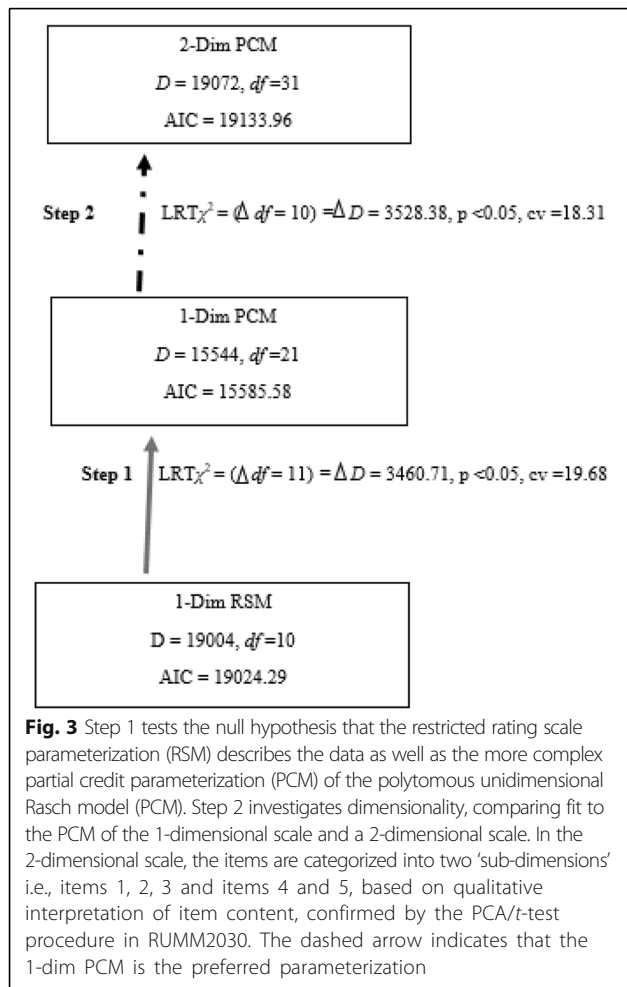 2-Dim PCM
D = 19072, df=31
AIC = 19133.96
Step 2 LRTχ² = (Δ df = 10) =Δ D = 3528.38, p <0.05, cv =18.31
1-Dim PCM
D = 15544, df=21
AIC = 15585.58
Step 1 LRTχ² = (Δ df = 11) = Δ D = 3460.71, p <0.05, cv =19.68
1-Dim RSM
D = 19004, df=10
AIC = 19024.29
Fig. 3 Step 1 tests the null hypothesis that the restricted rating scale
parameterization (RSM) describes the data as well as the more complex
partial credit parameterization (PCM) of the polytomous unidimensional
Rasch model (PCM). Step 2 investigates dimensionality, comparing fit to
the PCM of the 1-dimensional scale and a 2-dimensional scale. In the
2-dimensional scale, the items are categorized into two ‘sub-dimensions’
i.e., items 1, 2, 3 and items 4 and 5, based on qualitative
interpretation of item content, confirmed by the PCA/t-test
procedure in RUMM2030. The dashed arrow indicates that the
1-dim PCM is the preferred parameterization